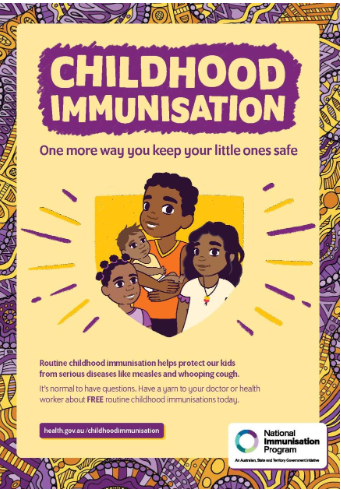 CHILDHOOD
IMMUNISATION
One more way you keep your little ones safe
Routine childhood immunisation helps protect our kids
from serious diseases like measles and whooping cough.
It's normal to have questions. Have a yarn to your doctor or health
worker about FREE routine childhood immunisations today.
health.gov.au/childhoodimmunisation
National
Immunisation
Program
An Australian, State and Territory Government Initiative